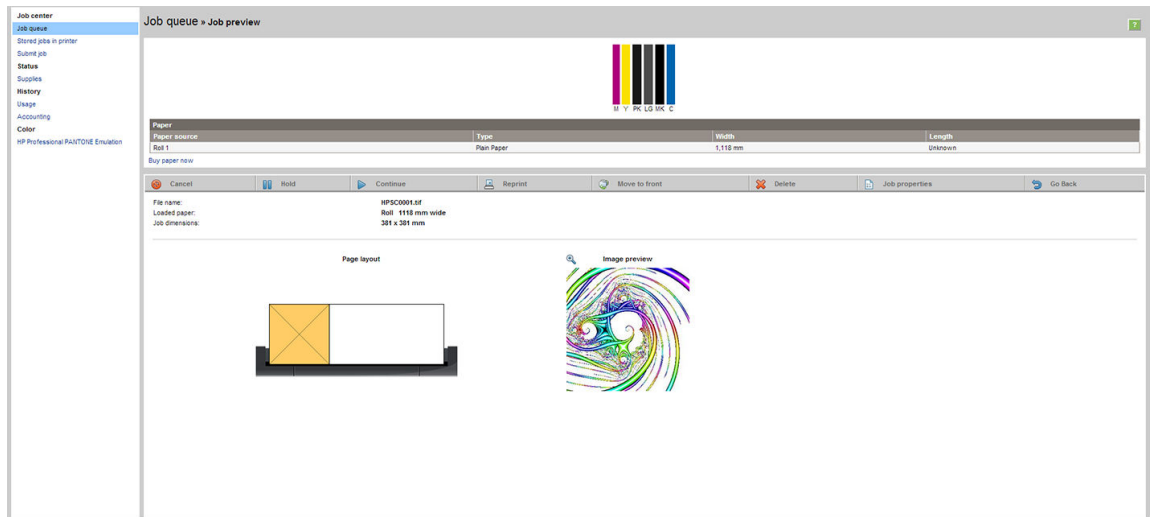 Job center
Job queue
Stored jobs in printer
Submit job
Status
Supplies
History
Usage
Accounting
Color
HP Professional PANTONE Emulation
Job queue » Job preview
?
M Y PK LG MK C
Paper
Paper source Type Width Length
Roll 1 Plain Paper 1,118 mm Unknown
Buy paper now
Cancel Hold Continue Reprint Move to front Delete Job properties Go Back
File name: HPSC0001.tif
Loaded paper: Roll 1118 mm wide
Job dimensions: 381 x 381 mm
Page layout Image preview